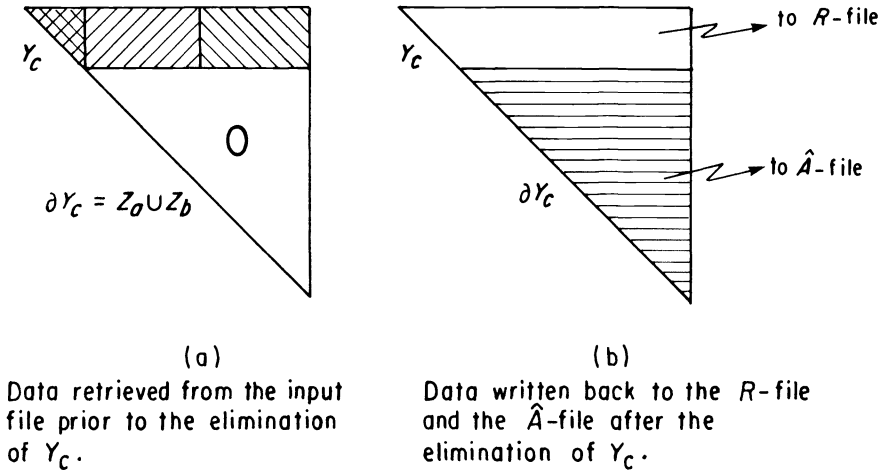 Y_c
O
∂Y_c = Z_a ∪ Z_b
(a)
Data retrieved from the input
file prior to the elimination
of Y_c.
to R-file
Y_c
to Â-file
∂Y_c
(b)
Data written back to the R-file
and the Â-file after the
elimination of Y_c.